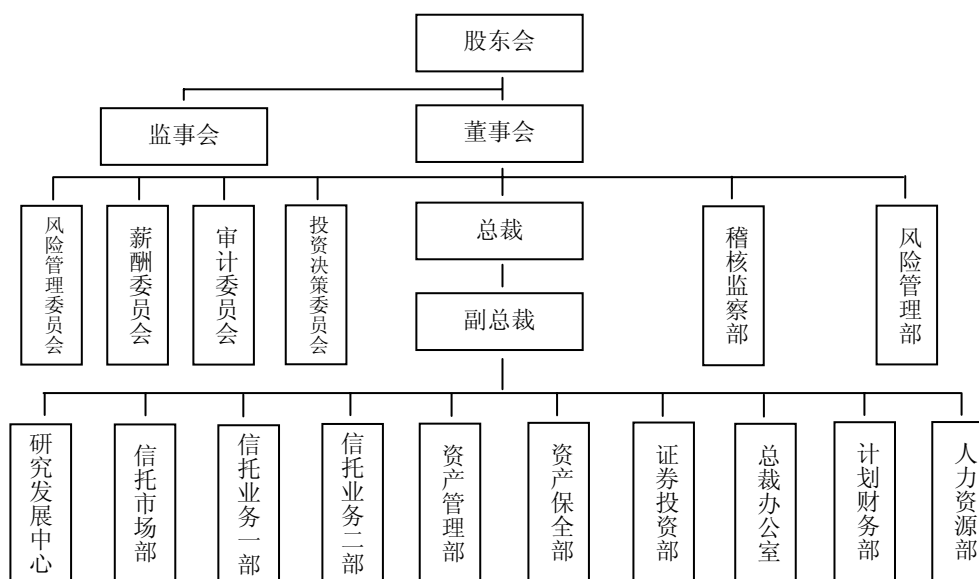 股东会
监事会
董事会
风险管理委员会
薪酬委员会
审计委员会
投资决策委员会
总裁
稽核监察部
风险管理部
副总裁
研究发展中心
信托市场部
信托业务一部
信托业务二部
资产管理部
资产保全部
证券投资部
总裁办公室
计划财务部
人力资源部